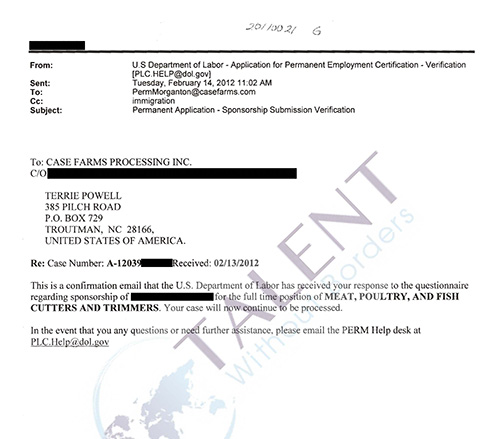 20110021 G
From: U.S Department of Labor - Application for Permanent Employment Certification - Verification
[PLC.HELP@dol.gov]
Sent: Tuesday, February 14, 2012 11:02 AM
To: PermMorganton@casefarms.com
Cc: immigration
Subject: Permanent Application - Sponsorship Submission Verification
To: CASE FARMS PROCESSING INC.
C/O
TERRIE POWELL
385 PILCH ROAD
P.O. BOX 729
TROUTMAN, NC 28166,
UNITED STATES OF AMERICA.
Re: Case Number: A-12039 Received: 02/13/2012
This is a confirmation email that the U.S. Department of Labor has received your response to the questionnaire
regarding sponsorship of for the full time position of MEAT, POULTRY, AND FISH
CUTTERS AND TRIMMERS. Your case will now continue to be processed.
In the event that you any questions or need further assistance, please email the PERM Help desk at
PLC.Help@dol.gov
TALENT
Without Borders